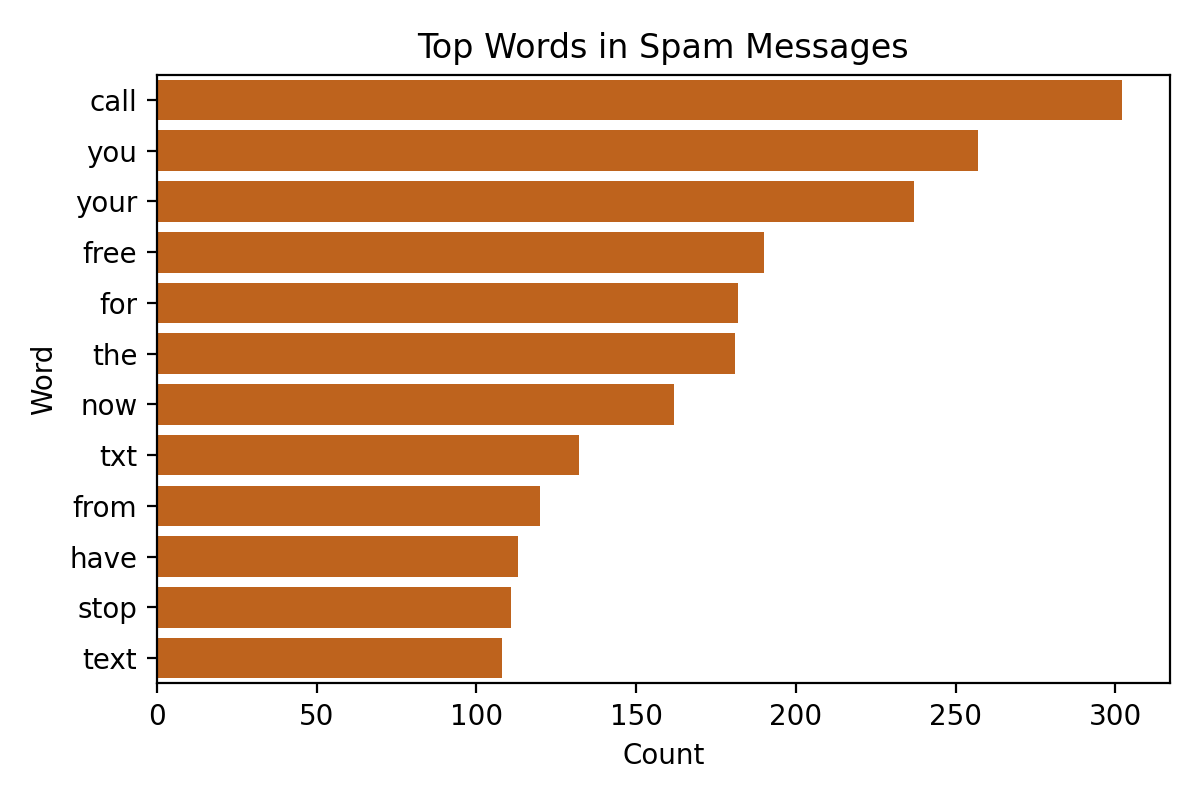 Top Words in Spam Messages
call
you
your
free
for
the
now
txt
from
have
stop
text
Word
0 50 100 150 200 250 300
Count